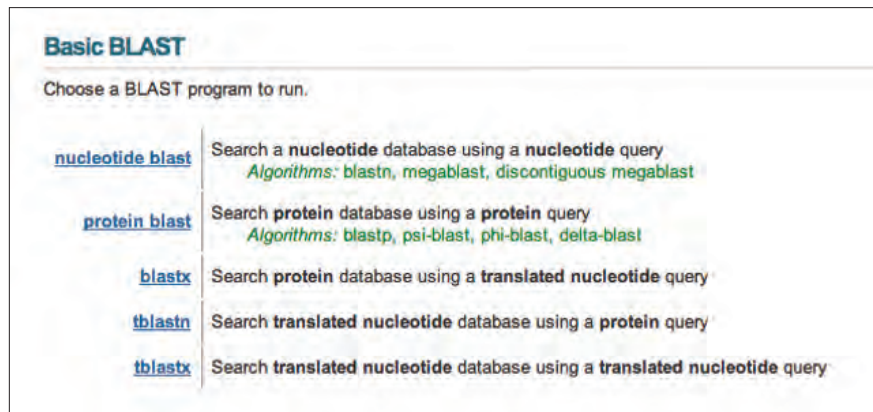 Basic BLAST
Choose a BLAST program to run.
nucleotide blast Search a nucleotide database using a nucleotide query
Algorithms: blastn, megablast, discontiguous megablast
protein blast Search protein database using a protein query
Algorithms: blastp, psi-blast, phi-blast, delta-blast
blastx Search protein database using a translated nucleotide query
tblastn Search translated nucleotide database using a protein query
tblastx Search translated nucleotide database using a translated nucleotide query